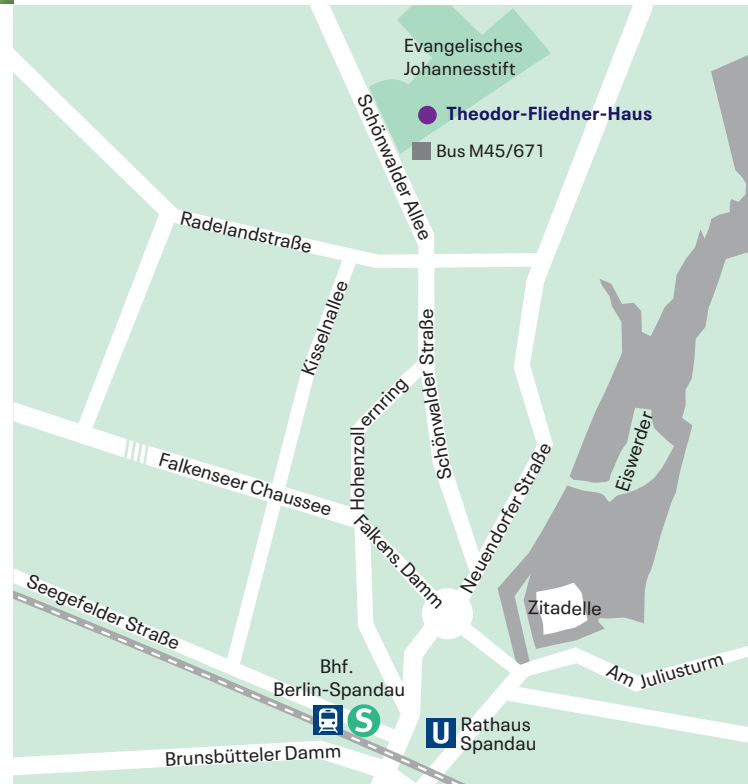 Evangelisches
Johannesstift
Theodor-Fliedner-Haus
Bus M45/671
Schönwalder Allee
Radelandstraße
Kisselnallee
Schönwalder Straße
Hohenzollernring
Eiswerder
Falkenseer Chaussee
Neuendorfer Straße
Falkens. Damm
Seegefelder Straße
Zitadelle
Am Juliusturm
Bhf.
Berlin-Spandau
S
U
Rathaus
Spandau
Brunsbütteler Damm